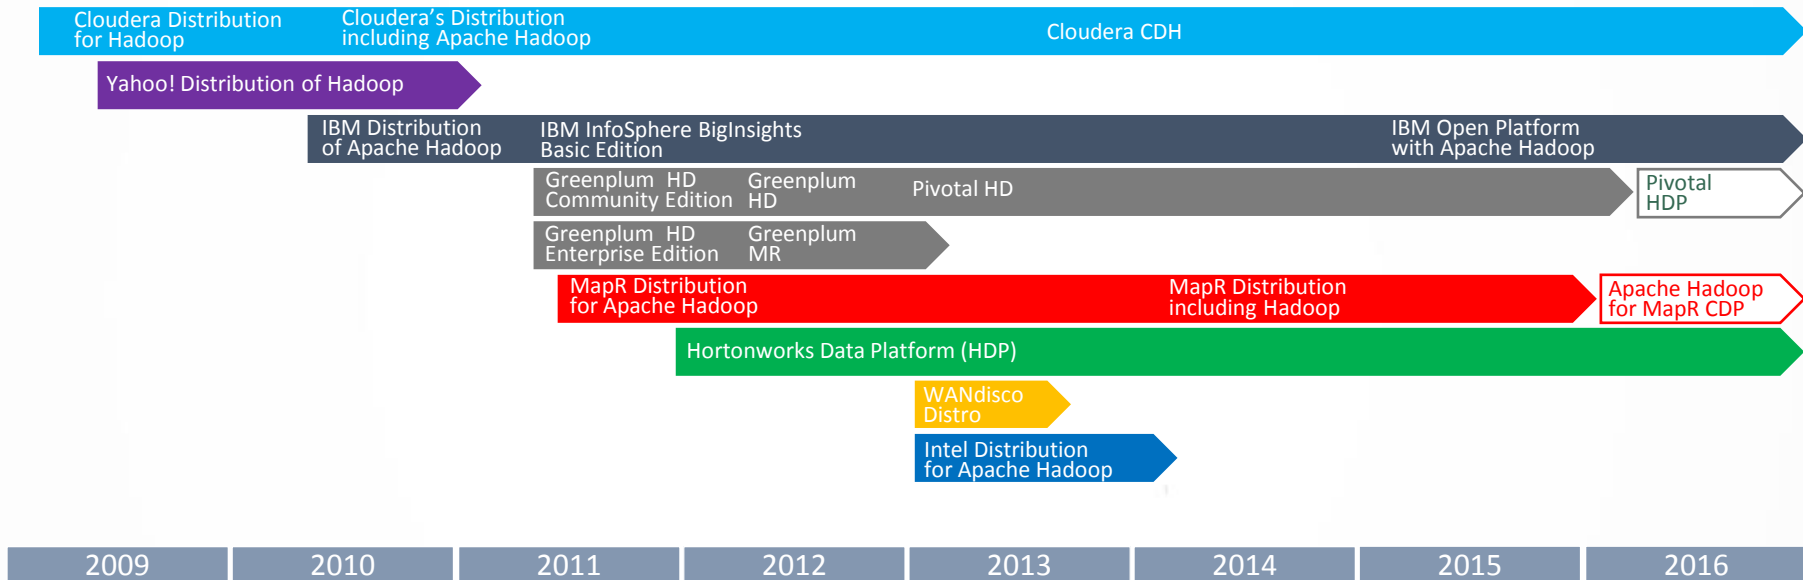 Cloudera Distribution
for Hadoop
Cloudera’s Distribution
including Apache Hadoop
Cloudera CDH
Yahoo! Distribution of Hadoop
IBM Distribution
of Apache Hadoop
IBM InfoSphere BigInsights
Basic Edition
IBM Open Platform
with Apache Hadoop
Greenplum HD
Community Edition
Greenplum
HD
Pivotal HD
Pivotal
HDP
Greenplum HD
Enterprise Edition
Greenplum
MR
MapR Distribution
for Apache Hadoop
MapR Distribution
including Hadoop
Apache Hadoop
for MapR CDP
Hortonworks Data Platform (HDP)
WANdisco
Distro
Intel Distribution
for Apache Hadoop
2009
2010
2011
2012
2013
2014
2015
2016